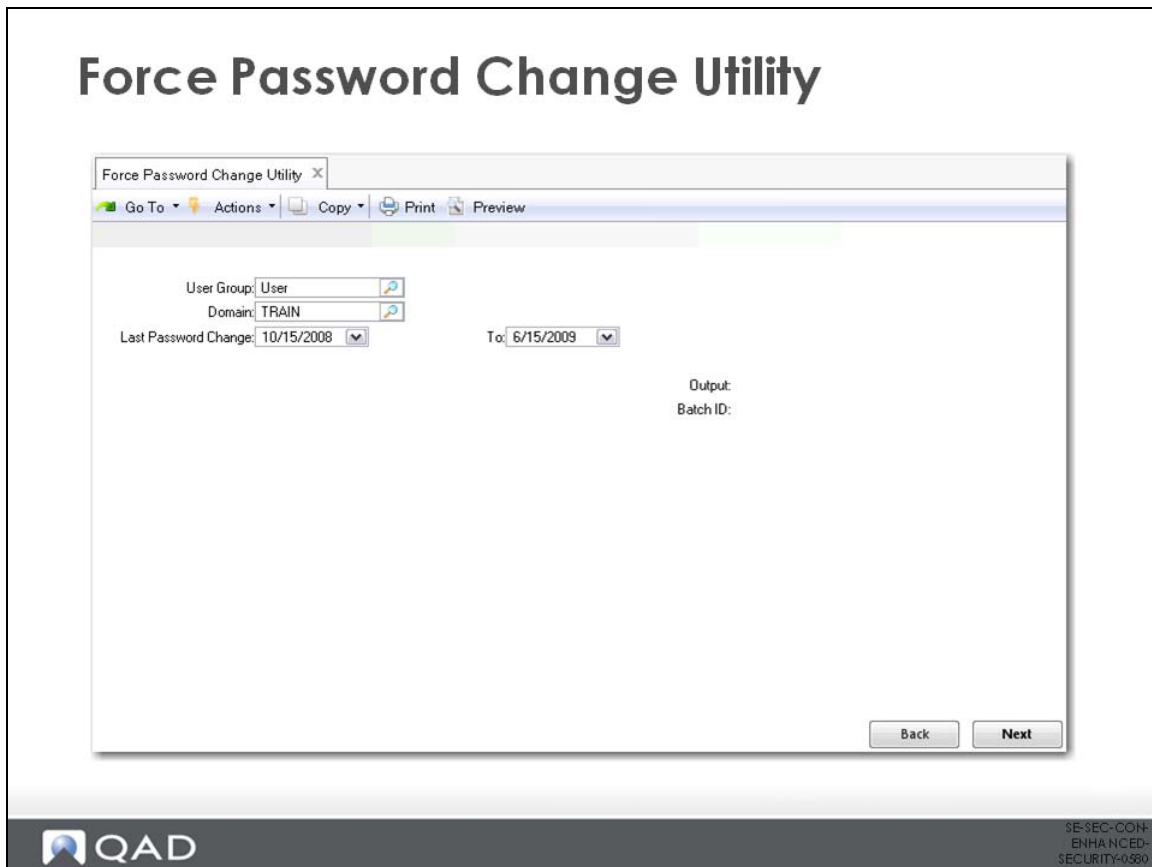 Force Password Change Utility
Force Password Change Utility X
Go To Actions Copy Print Preview
User Group: User
Domain: TRAIN
Last Password Change: 10/15/2008 To: 6/15/2009
Output:
Batch ID:
Back Next
QAD
SE-SEC-CON-
ENHANCED-
SECURITY-0580